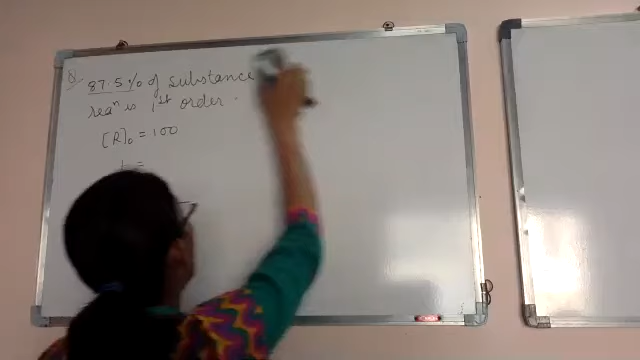 Q. 87.5% of substance
reaⁿ is 1st order.
[R]₀ = 100
t =